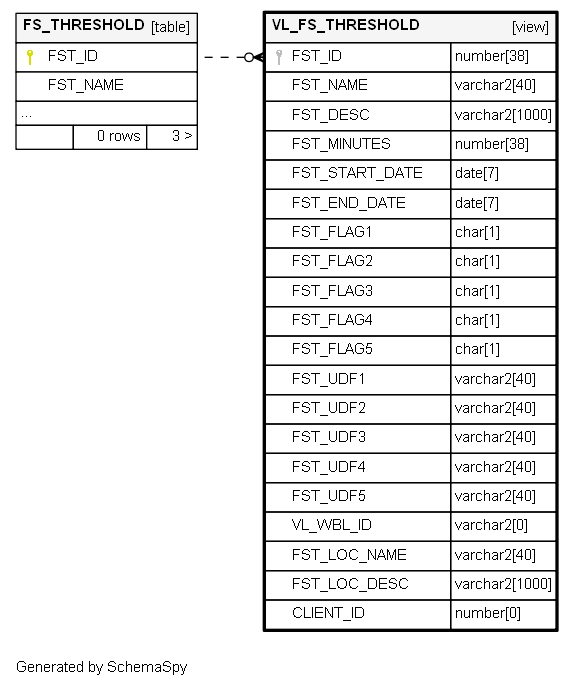 FS_THRESHOLD [table]
FST_ID
FST_NAME
...
0 rows 3 >
VL_FS_THRESHOLD [view]
FST_ID number[38]
FST_NAME varchar2[40]
FST_DESC varchar2[1000]
FST_MINUTES number[38]
FST_START_DATE date[7]
FST_END_DATE date[7]
FST_FLAG1 char[1]
FST_FLAG2 char[1]
FST_FLAG3 char[1]
FST_FLAG4 char[1]
FST_FLAG5 char[1]
FST_UDF1 varchar2[40]
FST_UDF2 varchar2[40]
FST_UDF3 varchar2[40]
FST_UDF4 varchar2[40]
FST_UDF5 varchar2[40]
VL_WBL_ID varchar2[0]
FST_LOC_NAME varchar2[40]
FST_LOC_DESC varchar2[1000]
CLIENT_ID number[0]
Generated by SchemaSpy